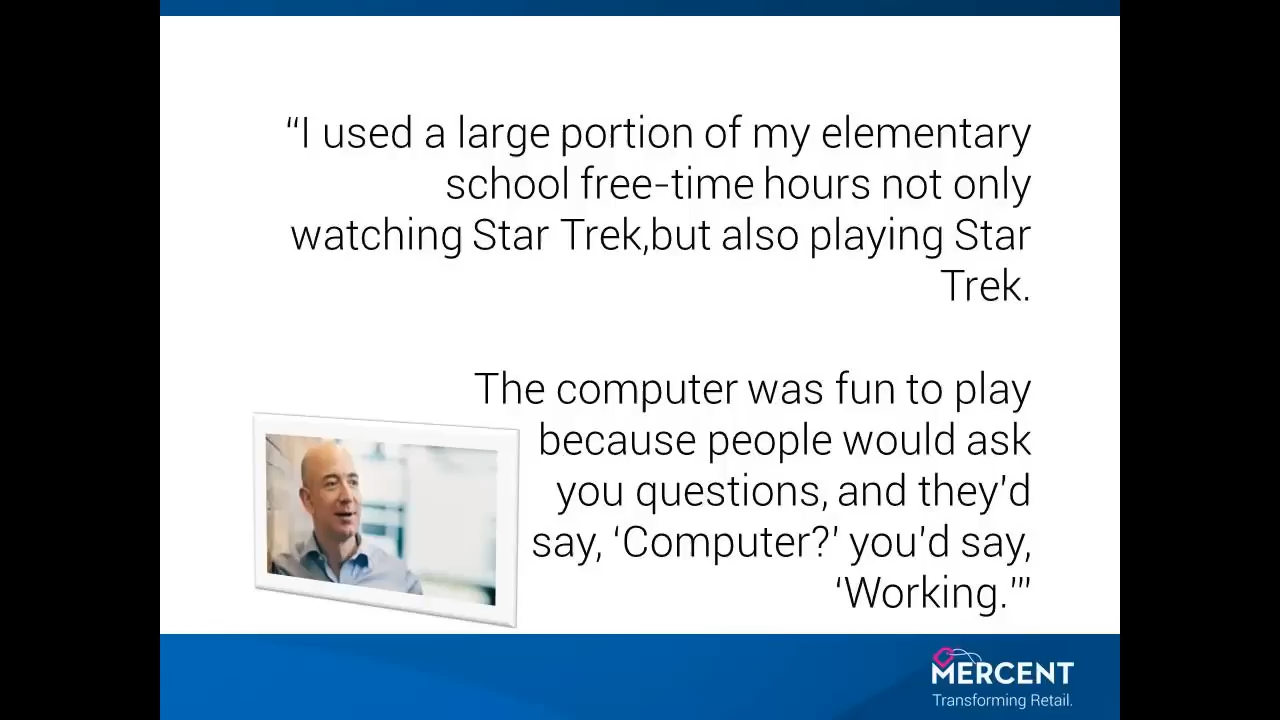 “I used a large portion of my elementary
school free-time hours not only
watching Star Trek,but also playing Star
Trek.
The computer was fun to play
because people would ask
you questions, and they’d
say, ‘Computer?’ you’d say,
‘Working.’”
MERCENT
Transforming Retail.